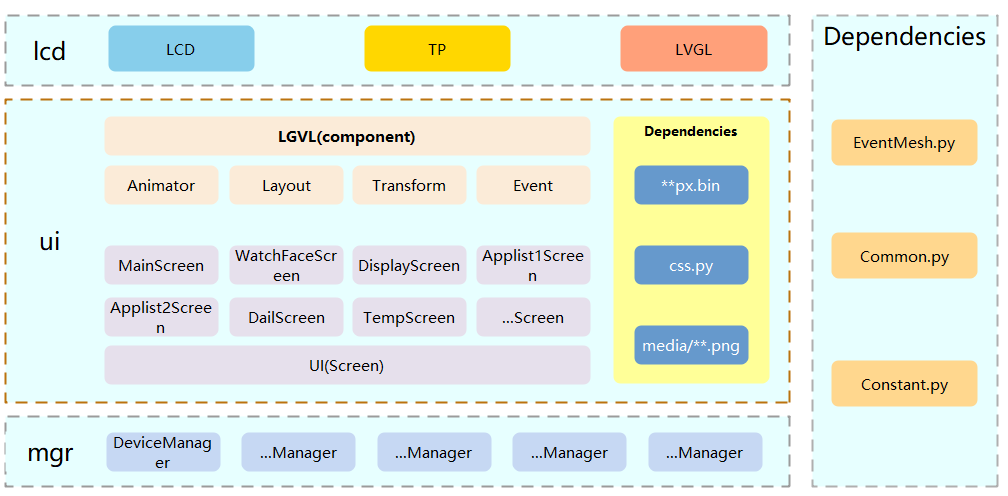 lcd
LCD
TP
LVGL
ui
LGVL(component)
Animator
Layout
Transform
Event
MainScreen
WatchFaceScr
een
DisplayScreen
Applist1Scree
n
Applist2Scree
n
DailScreen
TempScreen
...Screen
UI(Screen)
Dependencies
**px.bin
css.py
media/**.png
mgr
DeviceManag
er
...Manager
...Manager
...Manager
...Manager
Dependencies
EventMesh.py
Common.py
Constant.py